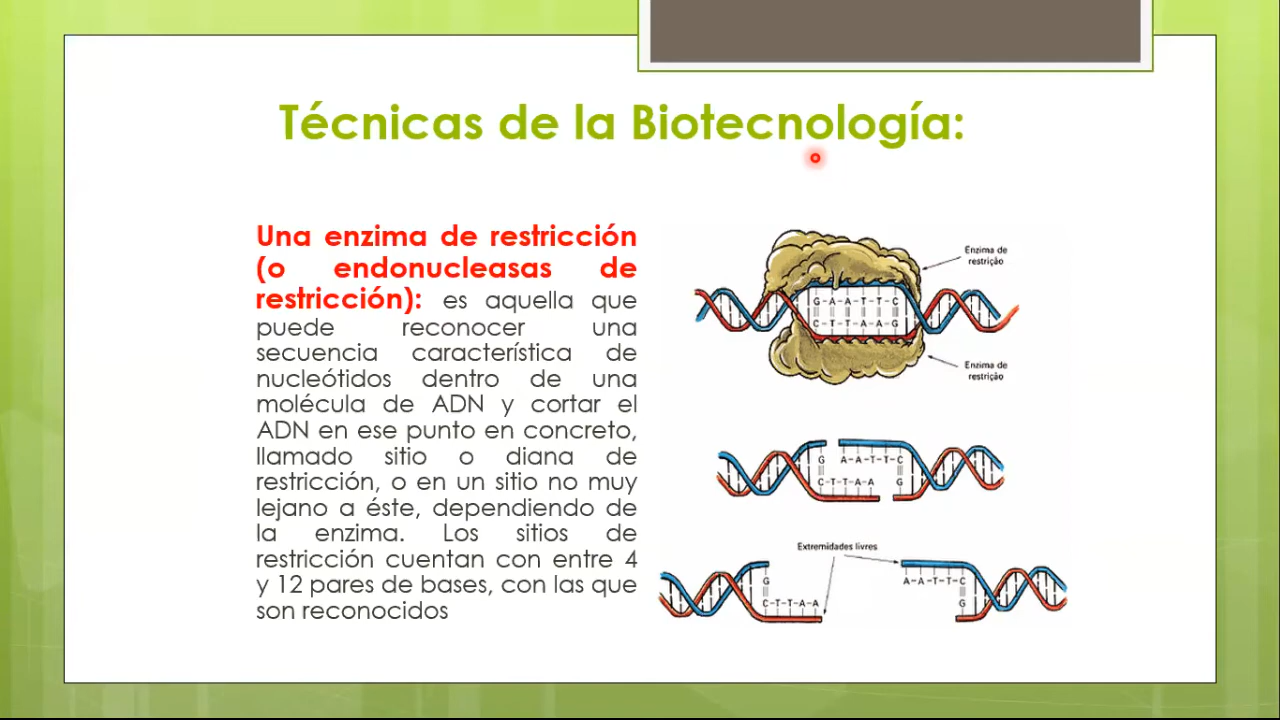 Técnicas de la Biotecnología:
Una enzima de restricción
(o endonucleasas de
restricción): es aquella que
puede reconocer una
secuencia característica de
nucleótidos dentro de una
molécula de ADN y cortar el
ADN en ese punto en concreto,
llamado sitio o diana de
restricción, o en un sitio no muy
lejano a éste, dependiendo de
la enzima. Los sitios de
restricción cuentan con entre 4
y 12 pares de bases, con las que
son reconocidos
Enzima de
restrição
G-A-A-T-T-C
C-T-T-A-A-G
Enzima de
restrição
G A-A-T-T-C
C-T-T-A-A G
Extremidades livres
G A-A-T-T-C
C-T-T-A-A G